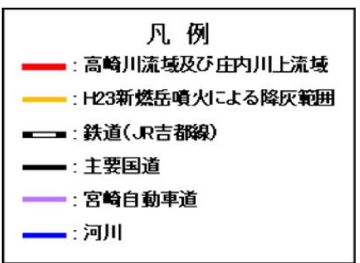 凡 例
: 高崎川流域及び庄内川上流域
: H23新燃岳噴火による降灰範囲
: 鉄道(JR吉都線)
: 主要国道
: 宮崎自動車道
: 河川